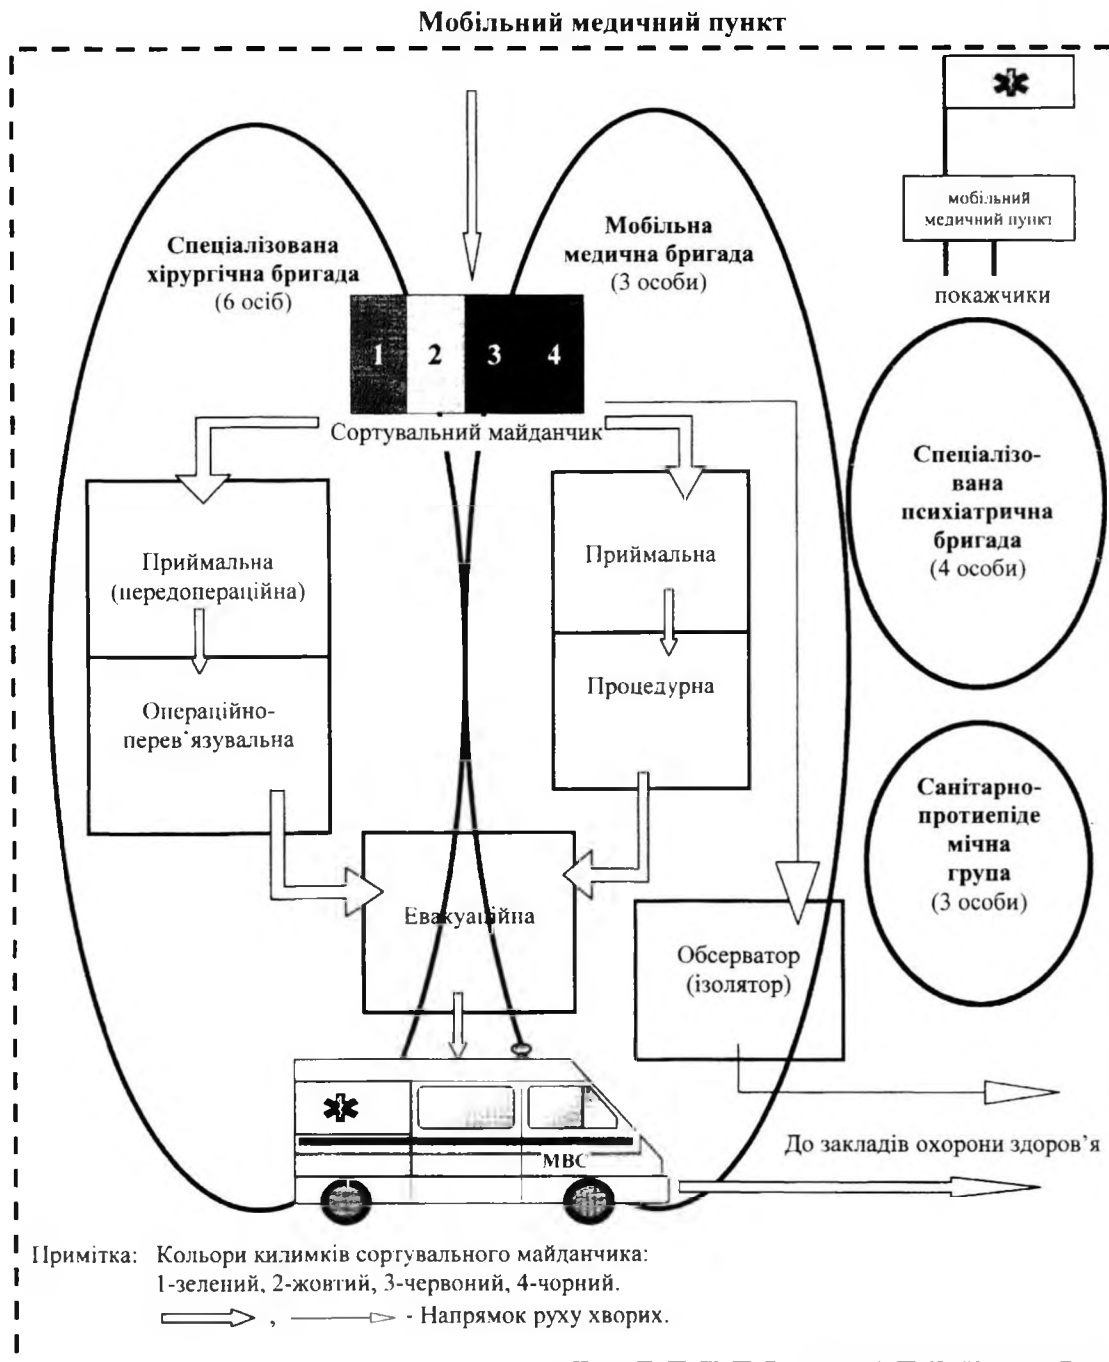 Мобільний медичний пункт
мобільний
медичний пункт
покажчики
Спеціалізована
хірургічна бригада
(6 осіб)
Мобільна
медична бригада
(3 особи)
1 2 3 4
Сортувальний майданчик
Приймальна
(передопераційна)
Операційно-
перев'язувальна
Приймальна
Процедурна
Спеціалізо-
вана
психіатрична
бригада
(4 особи)
Санітарно-
протиепіде
мічна
група
(3 особи)
Евакуаційна
Обсерватор
(ізолятор)
МВС
До закладів охорони здоров'я
Примітка: Кольори килимків сортувального майданчика:
1-зелений, 2-жовтий, 3-червоний, 4-чорний.
, - Напрямок руху хворих.